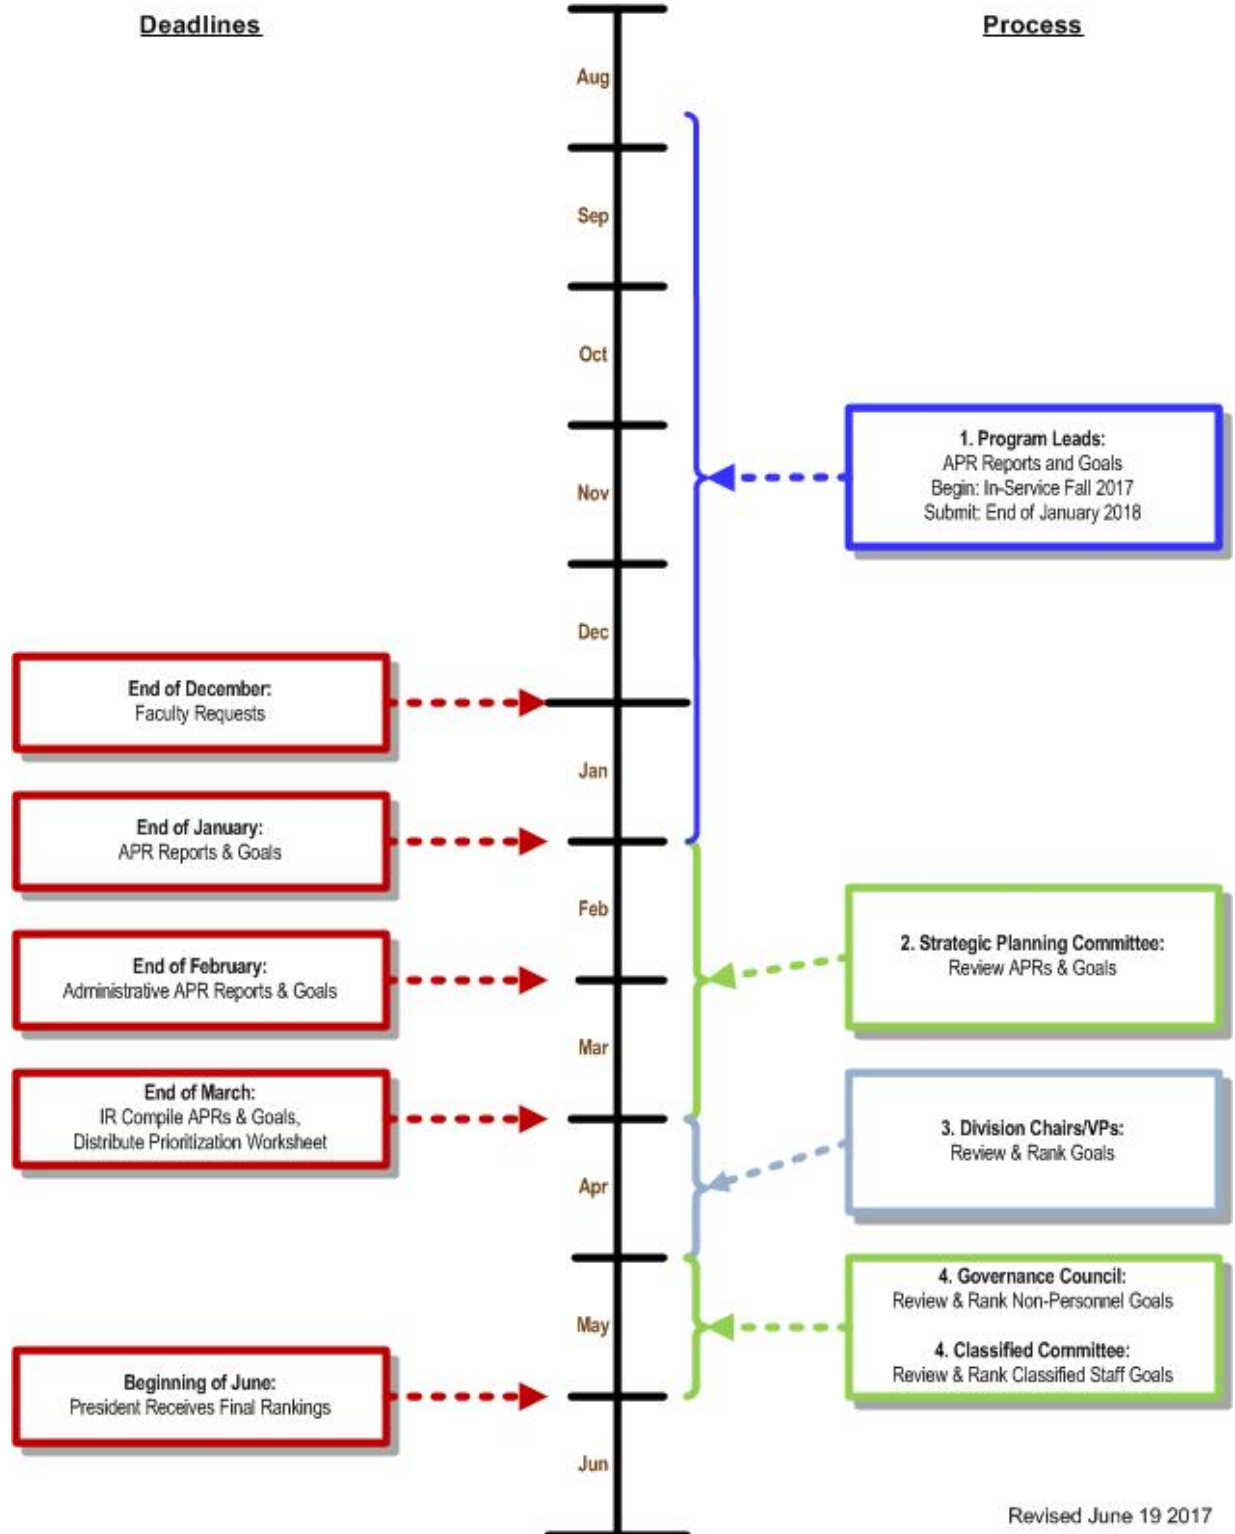 Deadlines
Process
Aug
Sep
Oct
Nov
Dec
Jan
Feb
Mar
Apr
May
Jun
End of December:
Faculty Requests
End of January:
APR Reports & Goals
End of February:
Administrative APR Reports & Goals
End of March:
IR Compile APRs & Goals,
Distribute Prioritization Worksheet
Beginning of June:
President Receives Final Rankings
1. Program Leads:
APR Reports and Goals
Begin: In-Service Fall 2017
Submit: End of January 2018
2. Strategic Planning Committee:
Review APRs & Goals
3. Division Chairs/VPs:
Review & Rank Goals
4. Governance Council:
Review & Rank Non-Personnel Goals
4. Classified Committee:
Review & Rank Classified Staff Goals
Revised June 19 2017